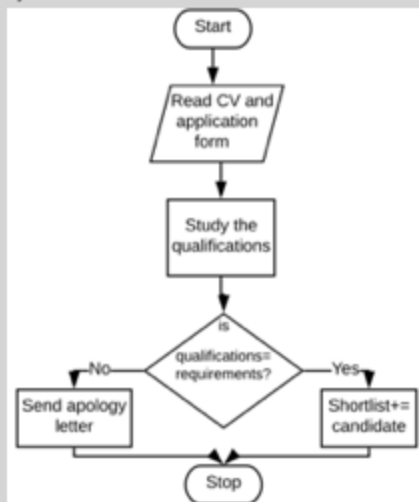 Start
Read CV and
application
form
Study the
qualifications
is
qualifications=
requirements?
No
Yes
Send apology
letter
Shortlist+=
candidate
Stop